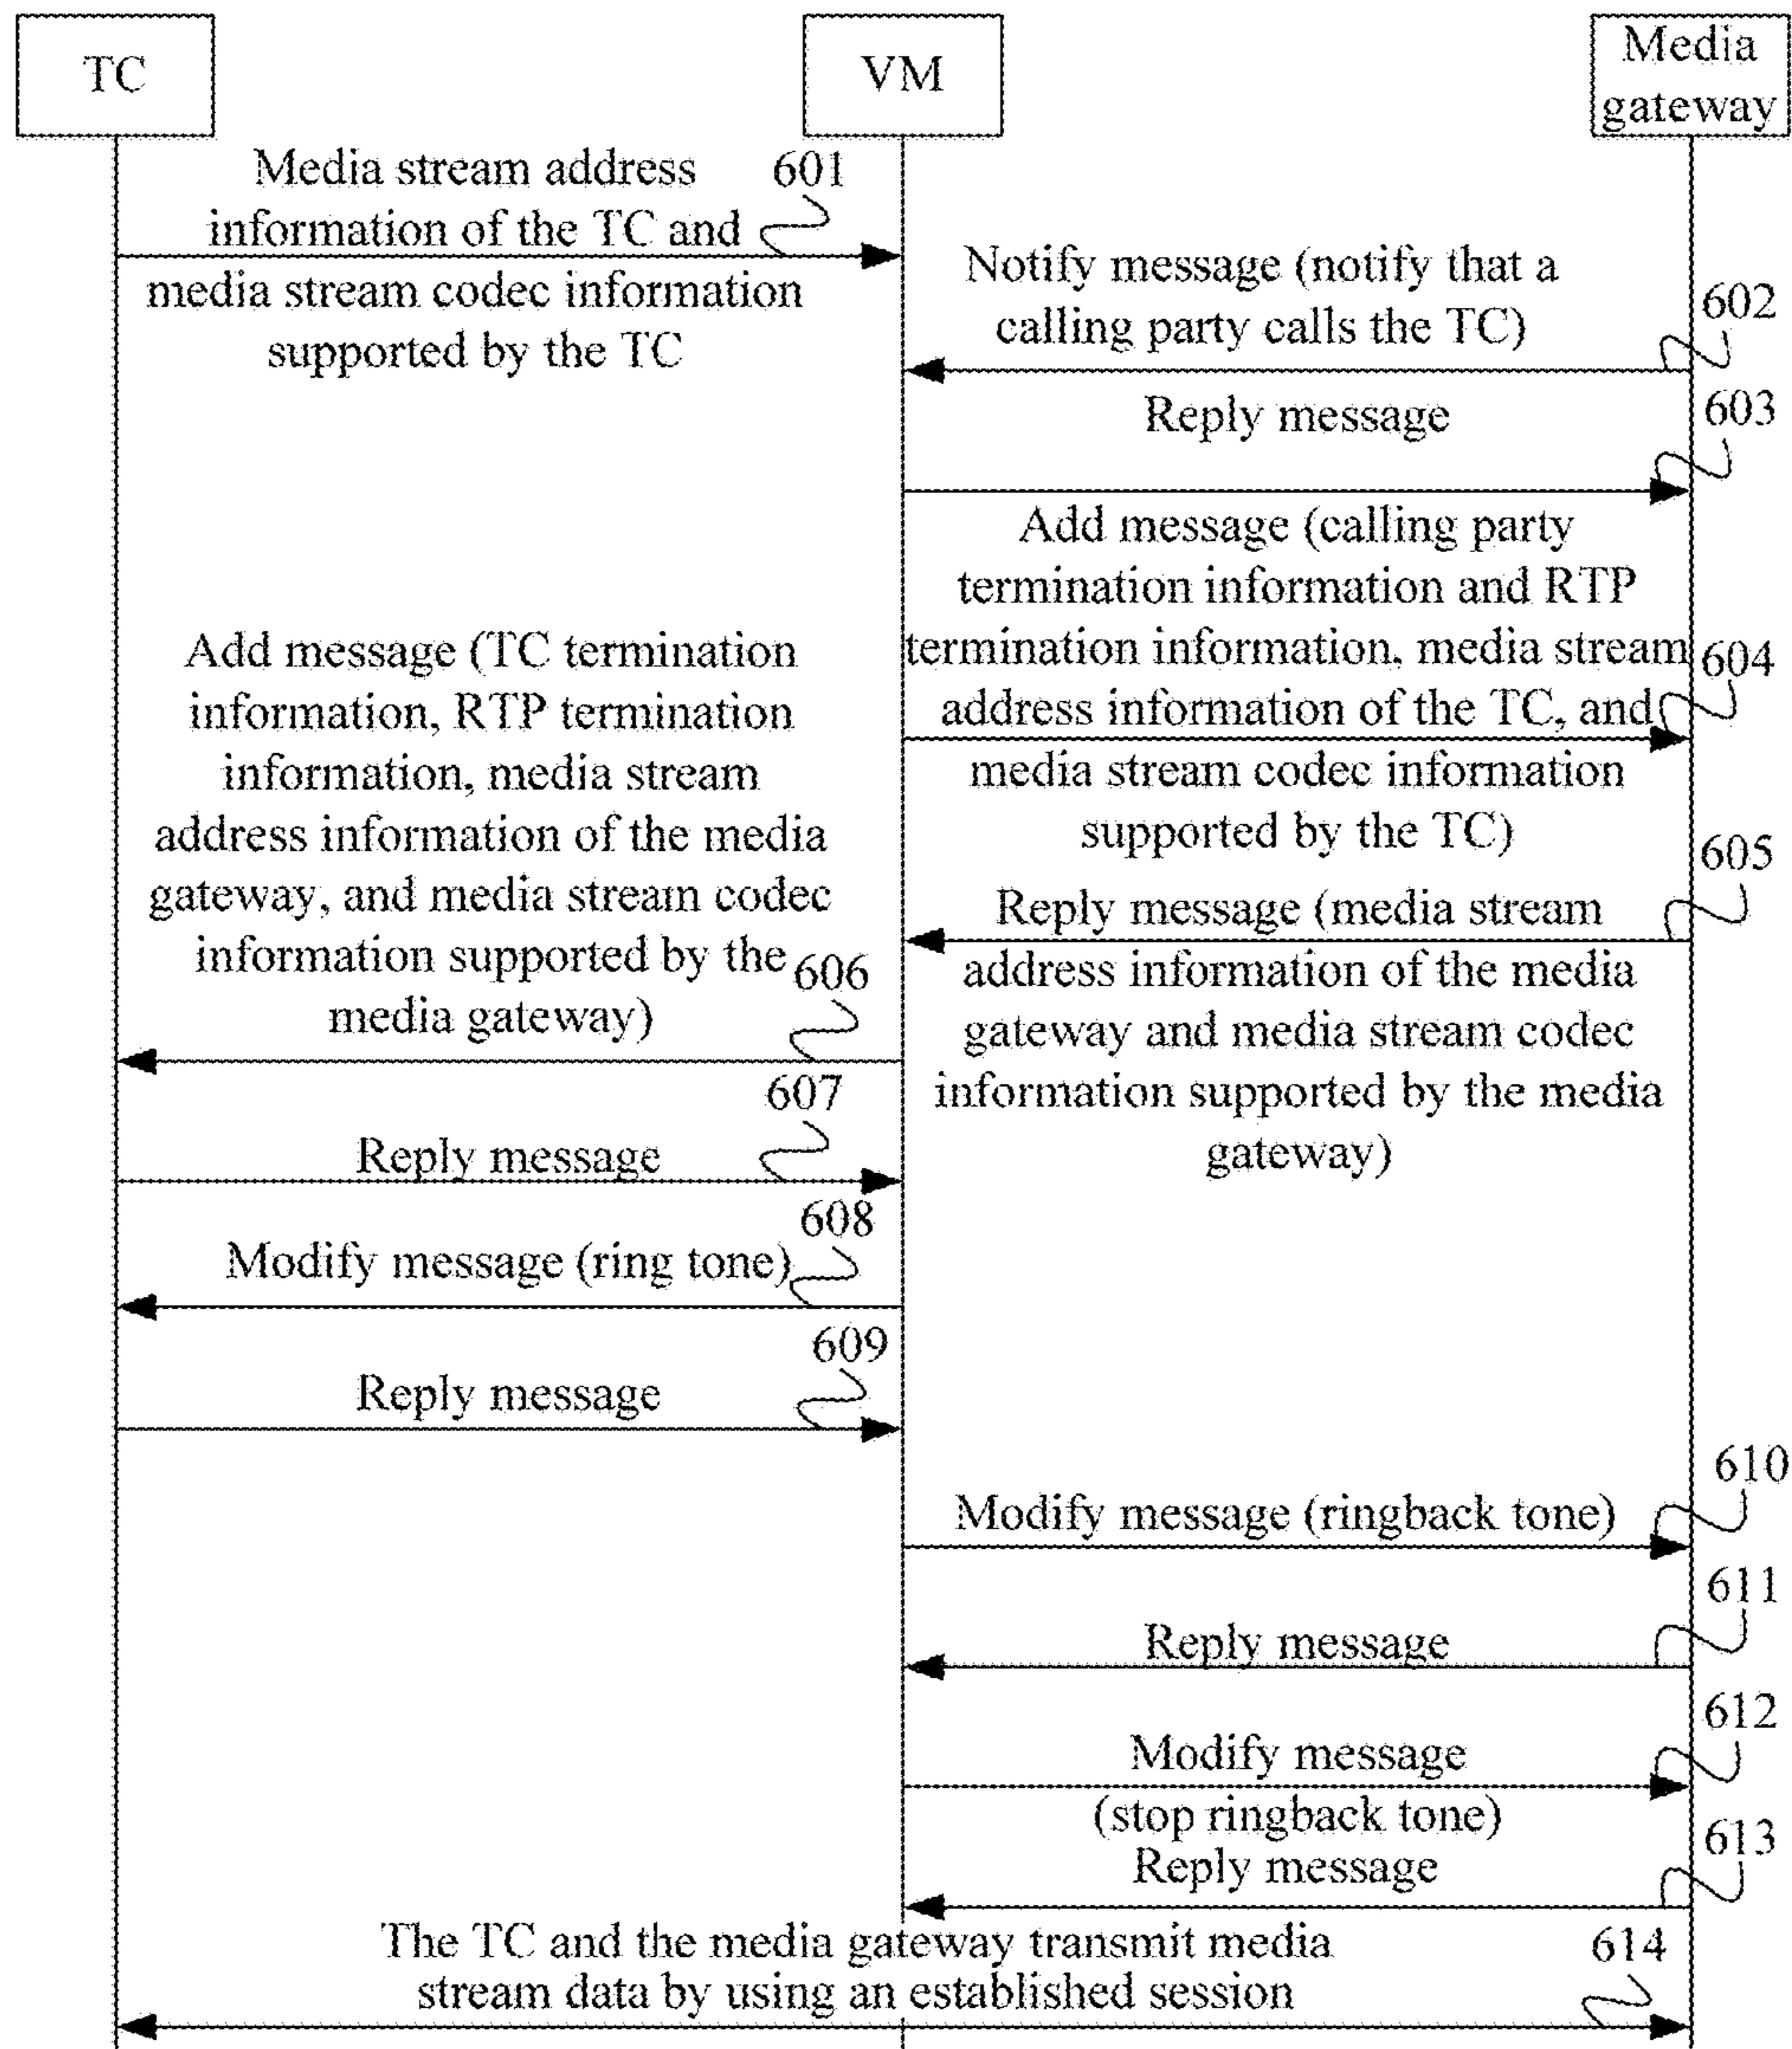 TC
VM
Media
gateway
Media stream address
information of the TC and
media stream codec information
supported by the TC
601
Notify message (notify that a
calling party calls the TC)
602
Reply message
603
Add message (calling party
termination information and RTP
termination information, media stream
address information of the TC, and
media stream codec information
supported by the TC)
604
Reply message (media stream
address information of the media
gateway and media stream codec
information supported by the media
gateway)
605
Add message (TC termination
information, RTP termination
information, media stream
address information of the media
gateway, and media stream codec
information supported by the
media gateway)
606
607
Reply message
608
Modify message (ring tone)
609
Reply message
610
Modify message (ringback tone)
611
Reply message
612
Modify message
(stop ringback tone)
613
Reply message
The TC and the media gateway transmit media
stream data by using an established session
614